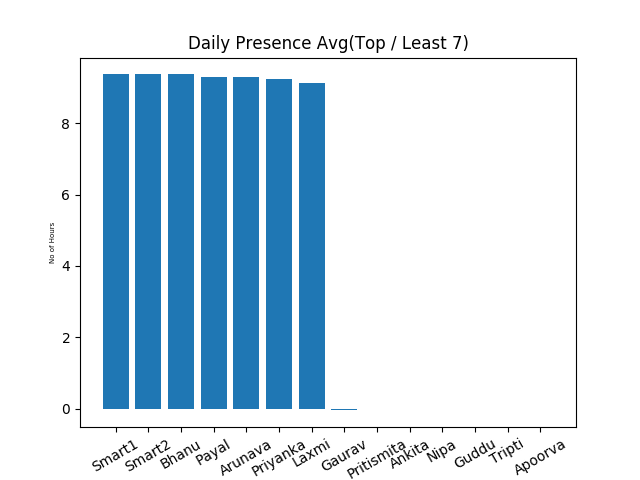 Daily Presence Avg(Top / Least 7)
No of Hours
8
6
4
2
0
Smart1
Smart2
Bhanu
Payal
Arunava
Priyanka
Laxmi
Gaurav
Pritismita
Ankita
Nipa
Guddu
Tripti
Apoorva